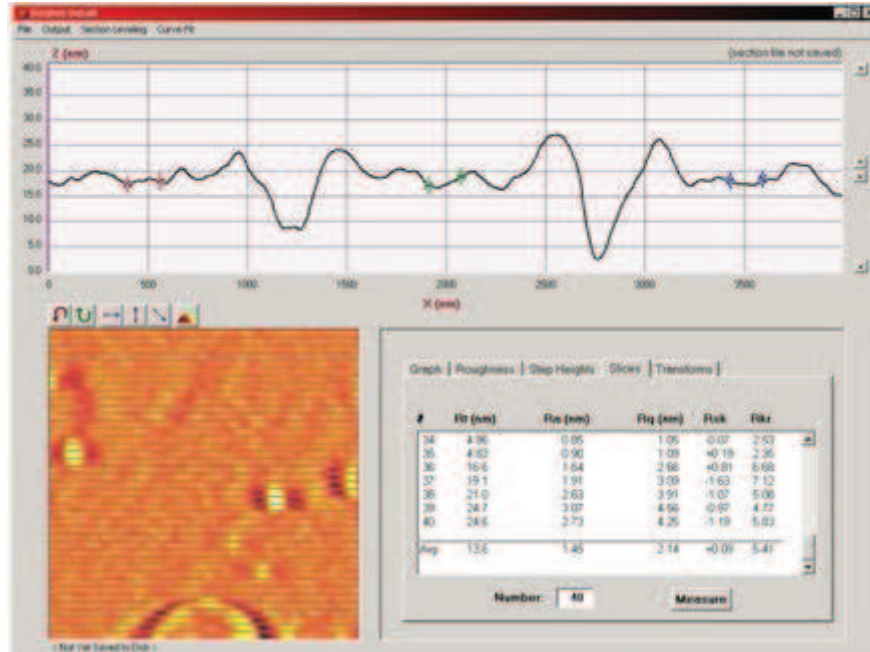 File Output Section Leveling Curve Fit
Z (nm) (section file not saved)
40.0
35.0
30.0
25.0
20.0
15.0
10.0
5.0
0.0
0 500 1000 1500 2000 2500 3000 3500
X (nm)
Graph Roughness Step Heights Slices Transforms
# Rt (nm) Ra (nm) Rq (nm) Rsk Rkr
34 4.95 0.85 1.05 -0.07 2.53
35 4.83 0.90 1.09 +0.19 2.35
36 16.6 1.64 2.66 +0.81 6.68
37 19.1 1.91 3.09 -1.63 7.12
38 21.0 2.63 3.91 -1.07 5.08
39 24.7 3.07 4.56 -0.97 4.77
40 24.6 2.73 4.25 -1.19 5.83
Avg 13.6 1.45 2.14 +0.09 5.41
Number: 40 Measure
- Not Yet Saved to Disk -